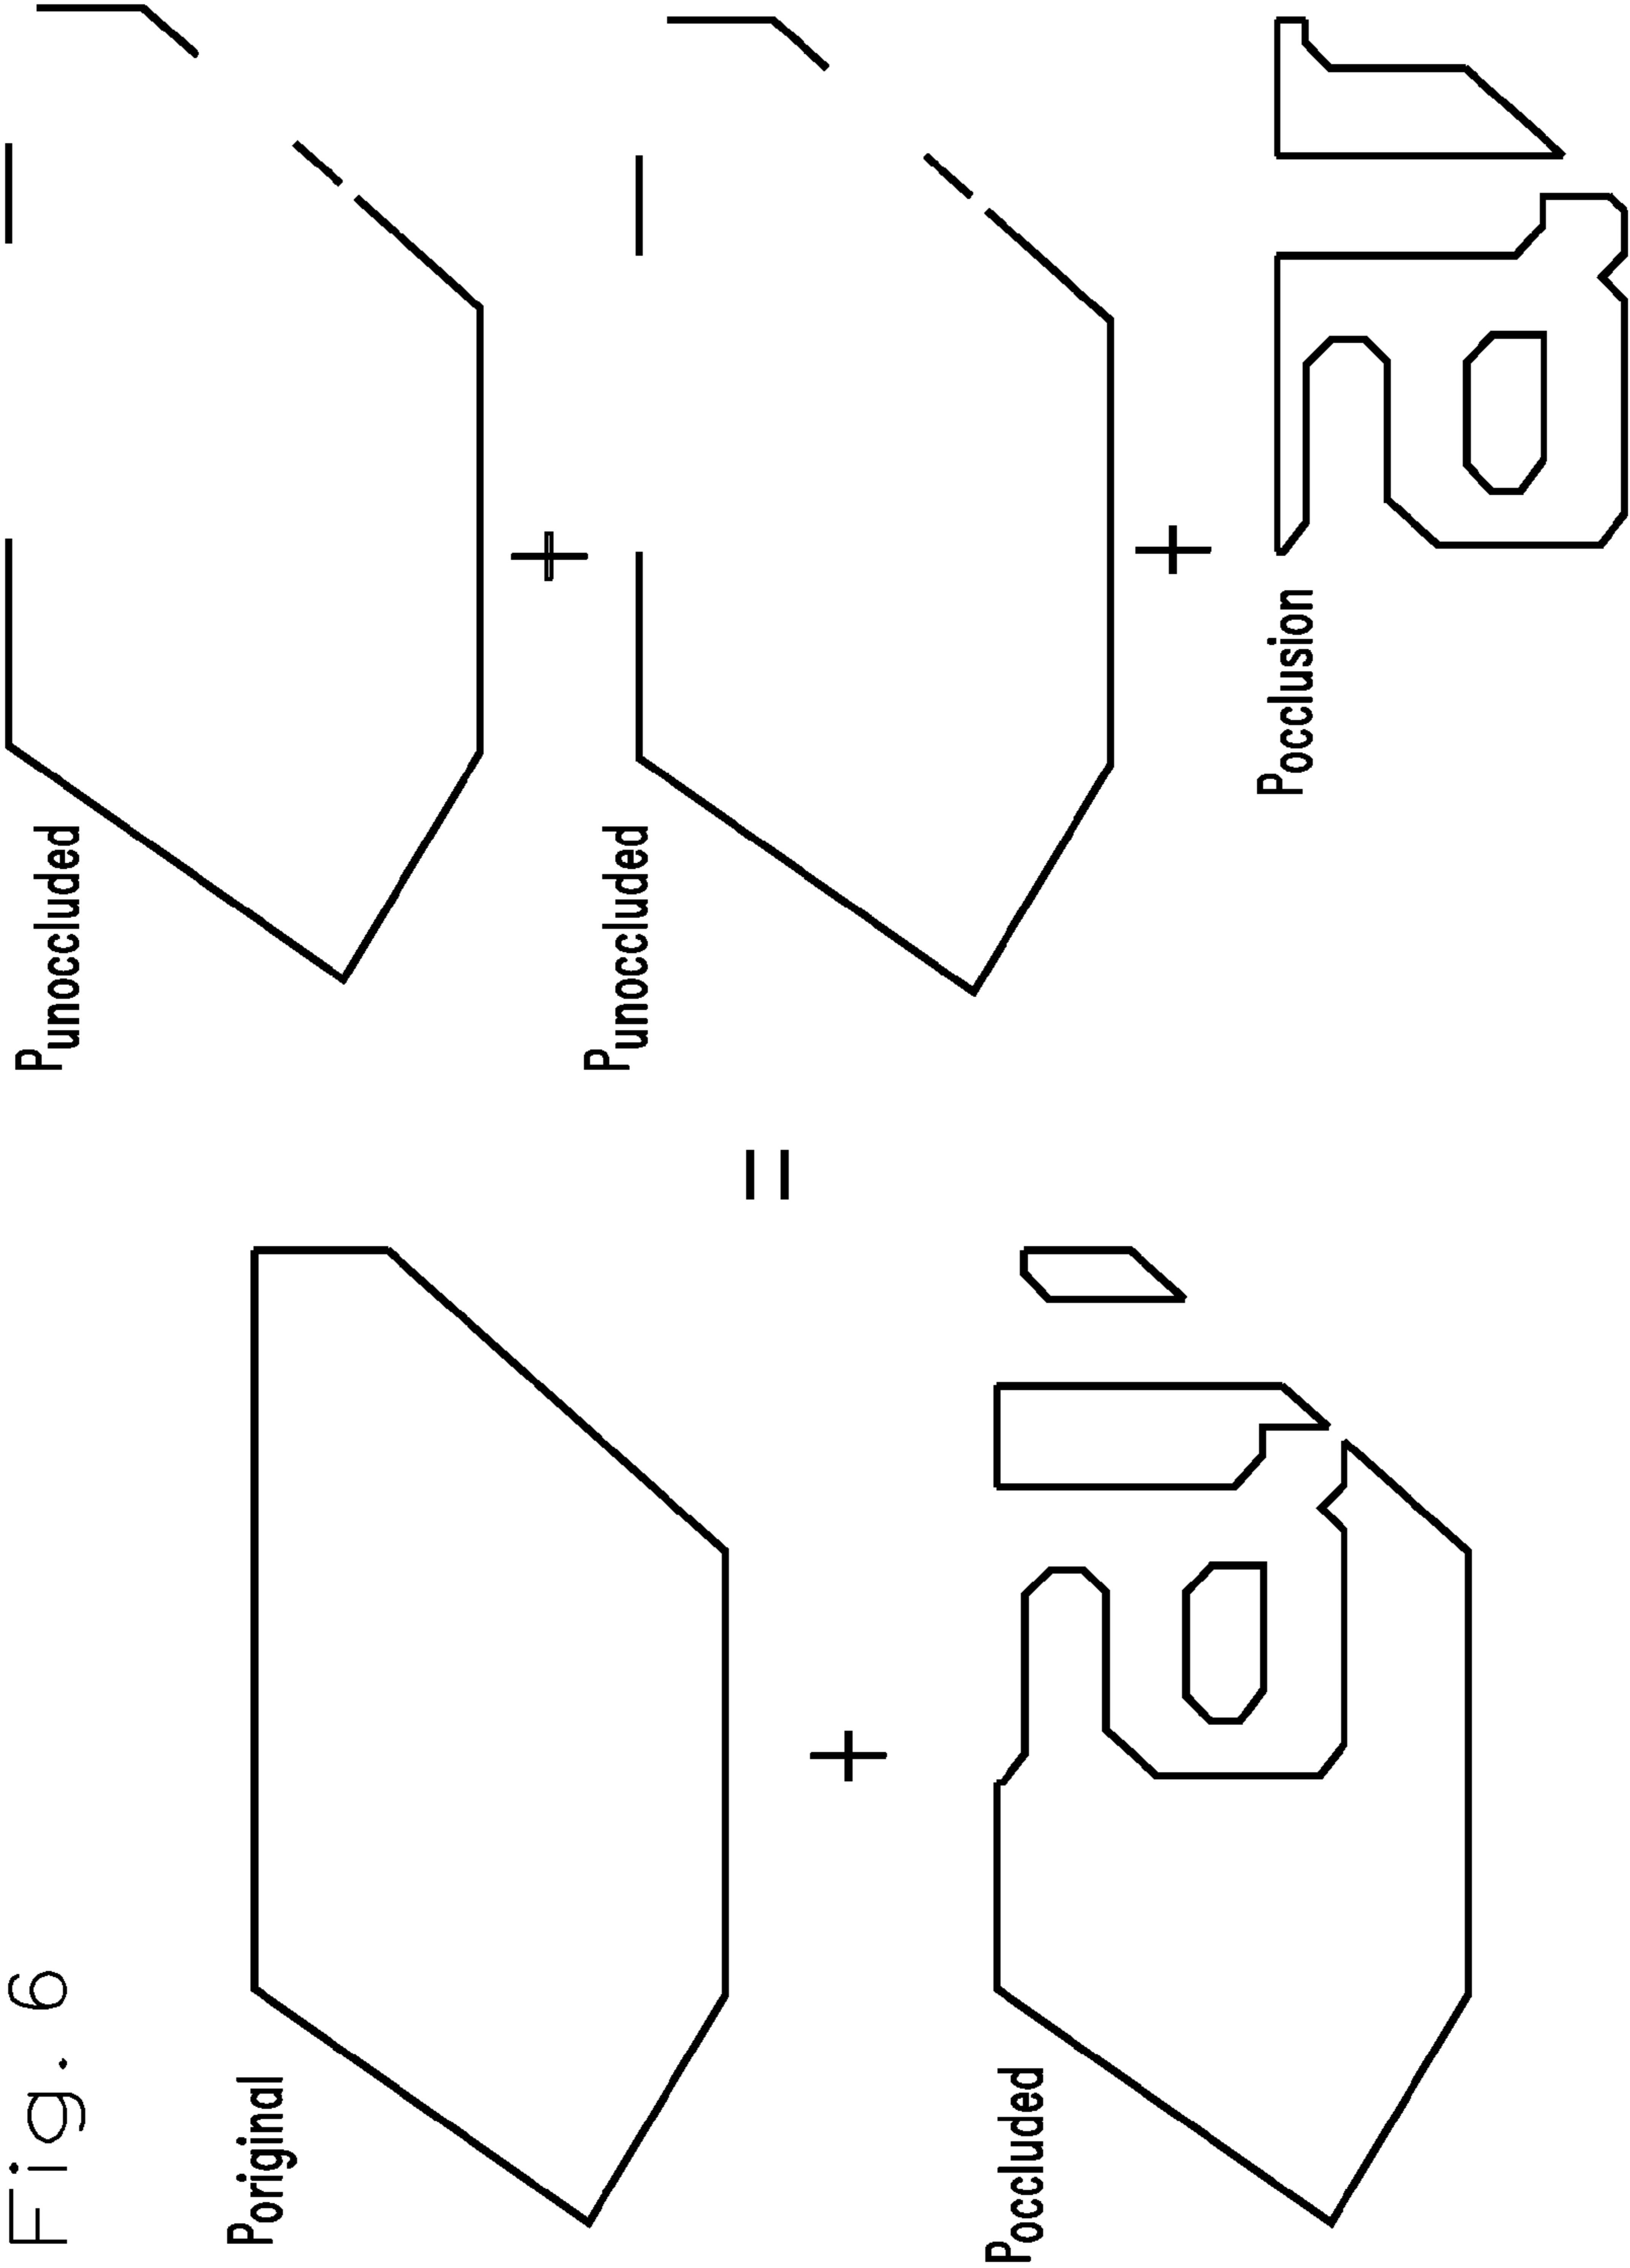 Fig. 6
Poriginal
+
Poccluded
=
Punoccluded
+
Punoccluded
+
Pocclusion